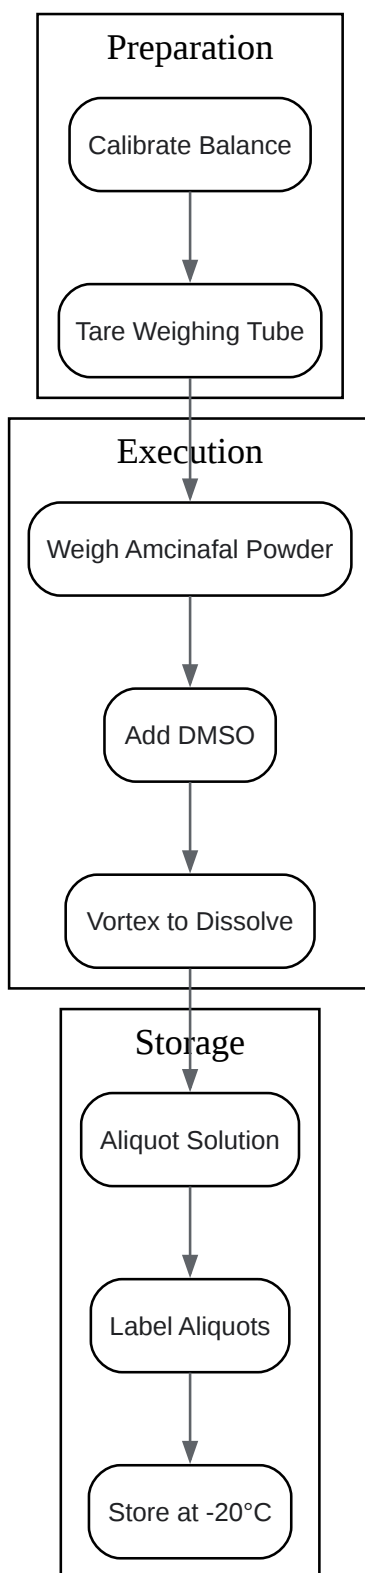 Preparation
Calibrate Balance
Tare Weighing Tube
Execution
Weigh Amcinafal Powder
Add DMSO
Vortex to Dissolve
Storage
Aliquot Solution
Label Aliquots
Store at -20°C